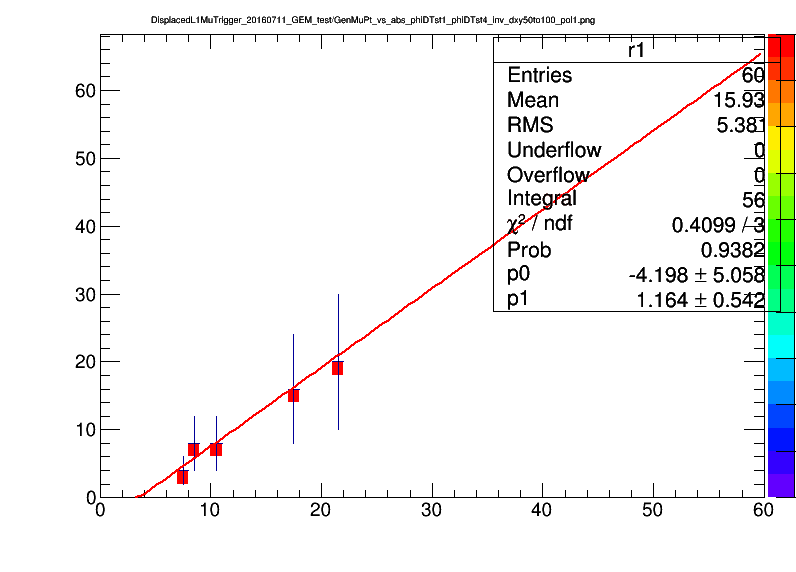 DisplacedL1MuTrigger_20160711_GEM_test/GenMuPt_vs_abs_phiDTst1_phiDTst4_inv_dxy50to100_pol1.png
r1
Entries 60
Mean 15.93
RMS 5.381
Underflow 0
Overflow 0
Integral 56
χ² / ndf 0.4099 / 3
Prob 0.9382
p0 -4.198 ± 5.058
p1 1.164 ± 0.542
60
50
40
30
20
10
0
0 10 20 30 40 50 60